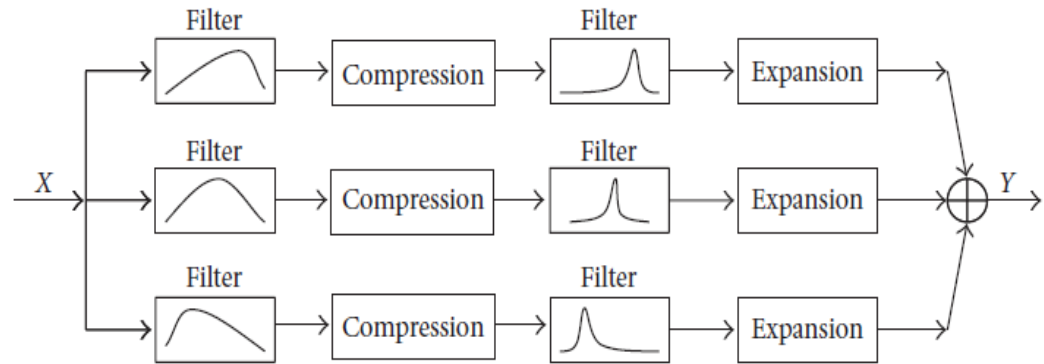 Filter
Filter
Compression
Expansion
X
Filter
Filter
Compression
Expansion
Y
Filter
Filter
Compression
Expansion